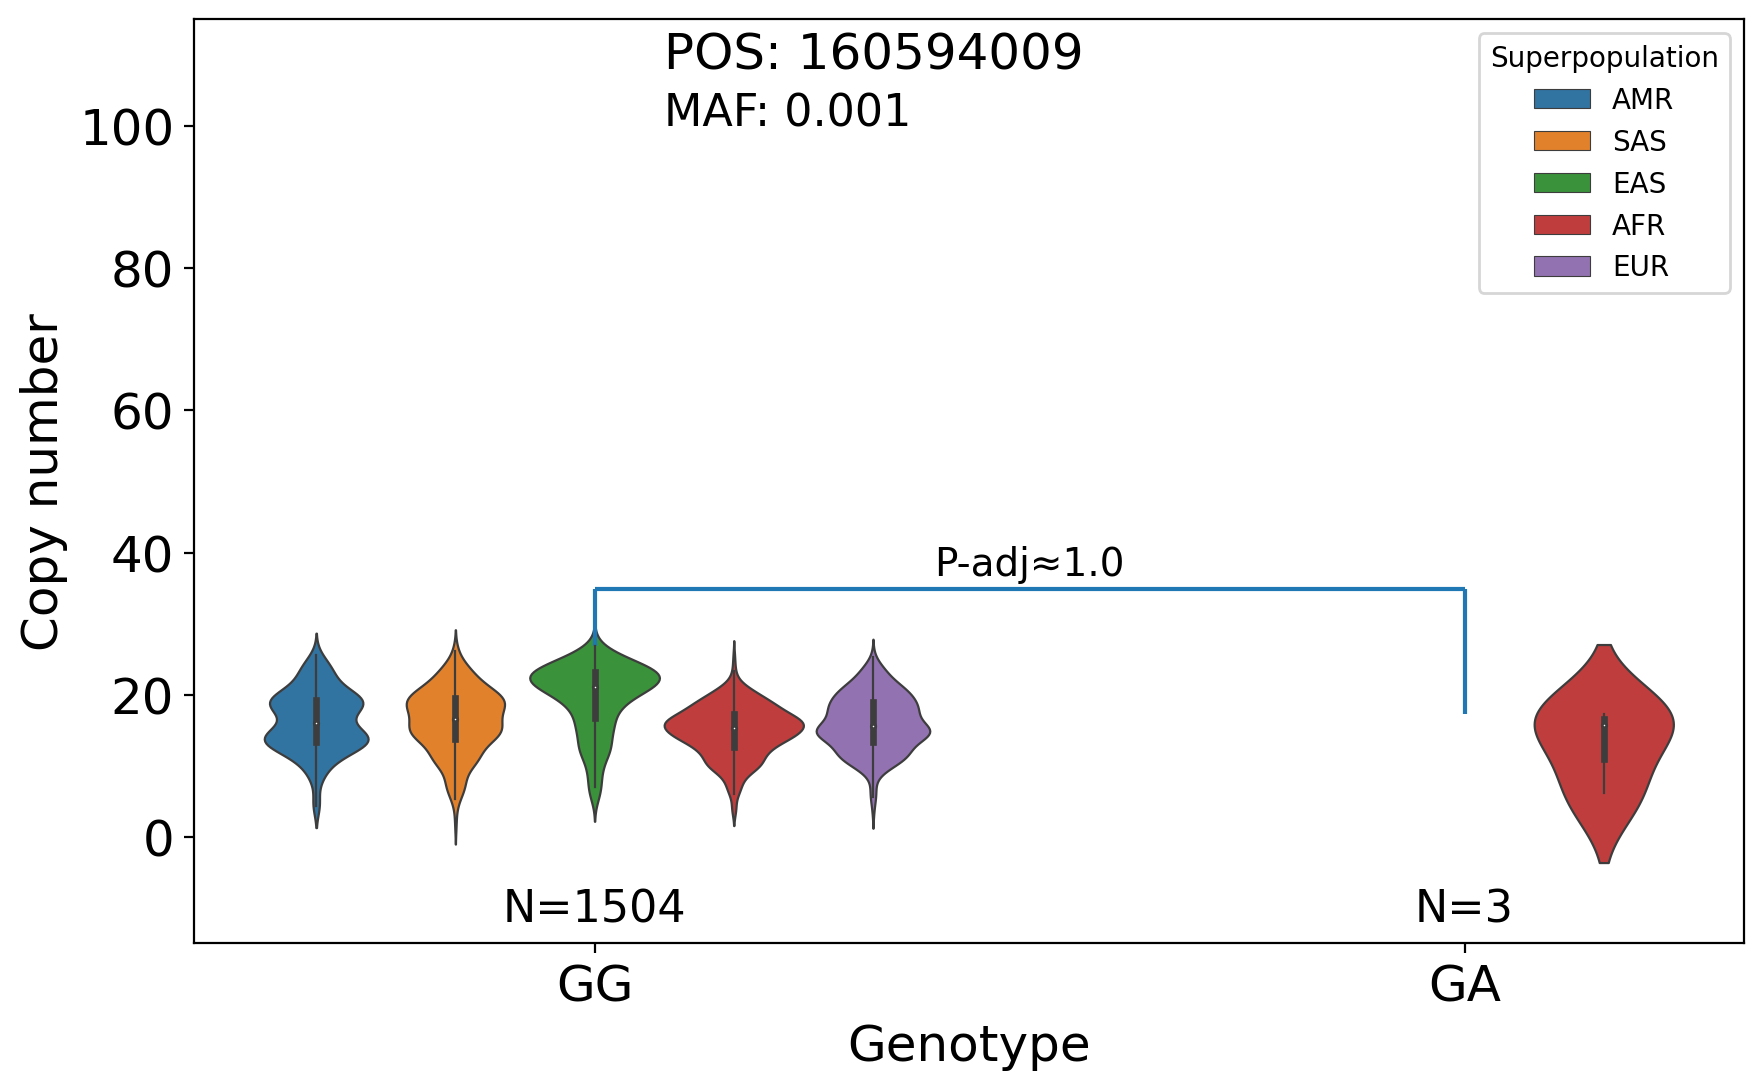 POS: 160594009
MAF: 0.001
Superpopulation
AMR
SAS
EAS
AFR
EUR
100
80
60
40
20
0
Copy number
P-adj≈1.0
N=1504
N=3
GG
GA
Genotype